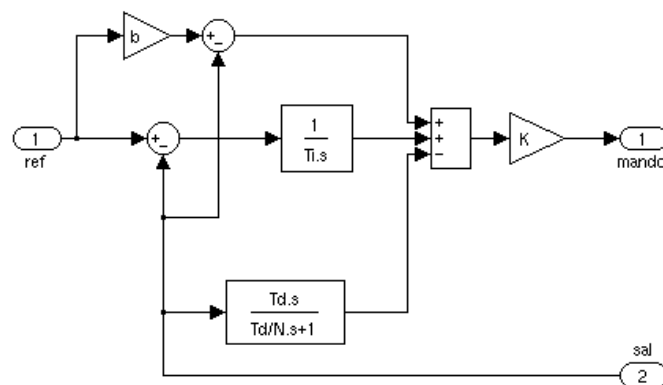 b
+
−
1
ref
+
−
1
Ti.s
+
+
−
K
1
mando
Td.s
Td/N.s+1
sal
2